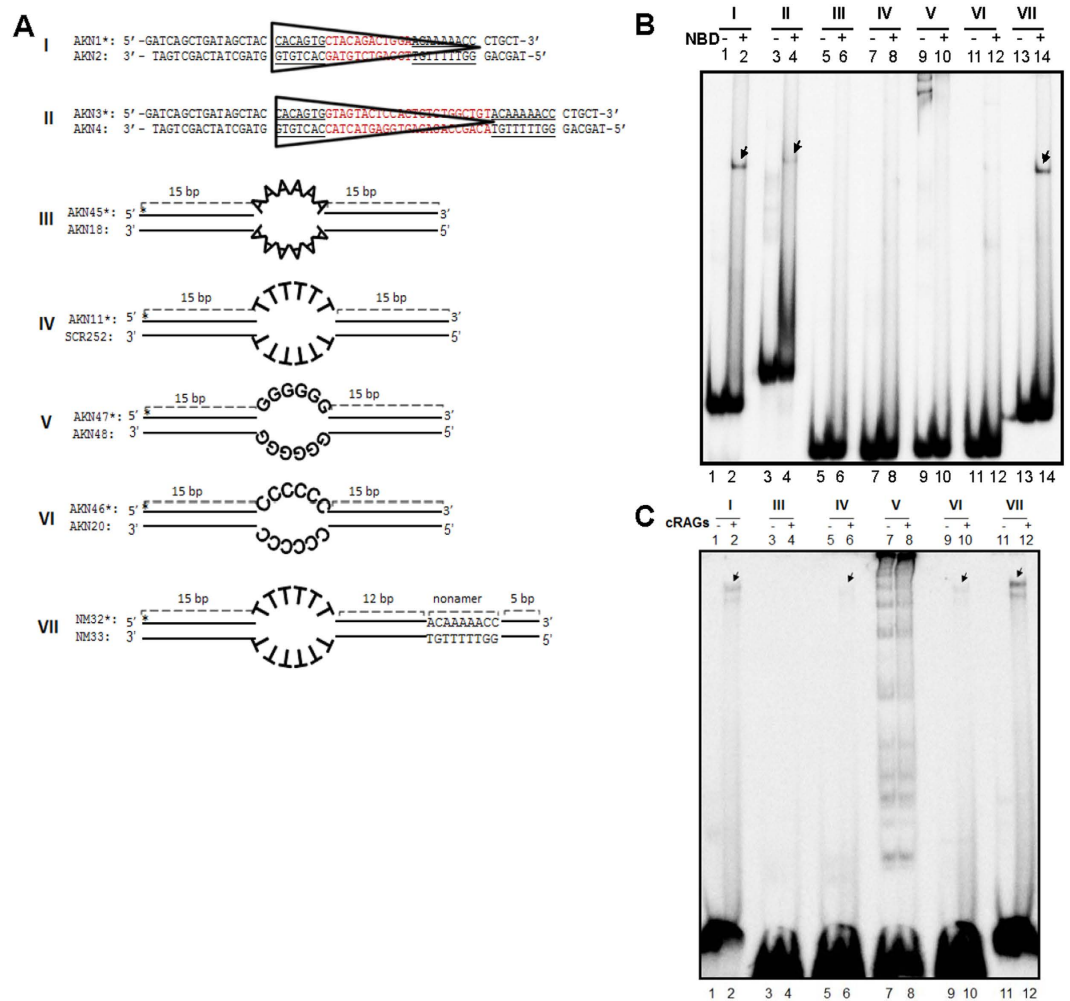 A
I AKN1*: 5′-GATCAGCTGATAGCTAC CACAGTGCTACAGACTGGAACAAAAACC CTGCT-3′
AKN2: 3′- TAGTCGACTATCGATG GTGTCACGATGTCTGACCTTGTTTTTGG GACGAT-5′
II AKN3*: 5′-GATCAGCTGATAGCTAC CACAGTGGTAGTACTCCACTGTCTGGCTGTACAAAAACC CTGCT-3′
AKN4: 3′- TAGTCGACTATCGATG GTGTCACCATCATGAGGTGACAGACCGACATGTTTTTGG GACGAT-5′
15 bp AAAAAA 15 bp
III AKN45*: 5′ * 3′
AKN18: 3′ AAAAAA 5′
15 bp TTTTTT 15 bp
IV AKN11*: 5′ * 3′
SCR252: 3′ TTTTTT 5′
15 bp GGGGGG 15 bp
V AKN47*: 5′ * 3′
AKN48: 3′ GGGGGG 5′
15 bp CCCCCC 15 bp
VI AKN46*: 5′ * 3′
AKN20: 3′ CCCCCC 5′
15 bp TTTTTT 12 bp nonamer 5 bp
VII NM32*: 5′ * ACAAAAACC 3′
NM33: 3′ TTTTTT TGTTTTTGG 5′
B
I II III IV V VI VII
NBD - + - + - + - + - + - + - +
1 2 3 4 5 6 7 8 9 10 11 12 13 14
1 2 3 4 5 6 7 8 9 10 11 12 13 14
C
I III IV V VI VII
cRAGs - + - + - + - + - + - +
1 2 3 4 5 6 7 8 9 10 11 12
1 2 3 4 5 6 7 8 9 10 11 12